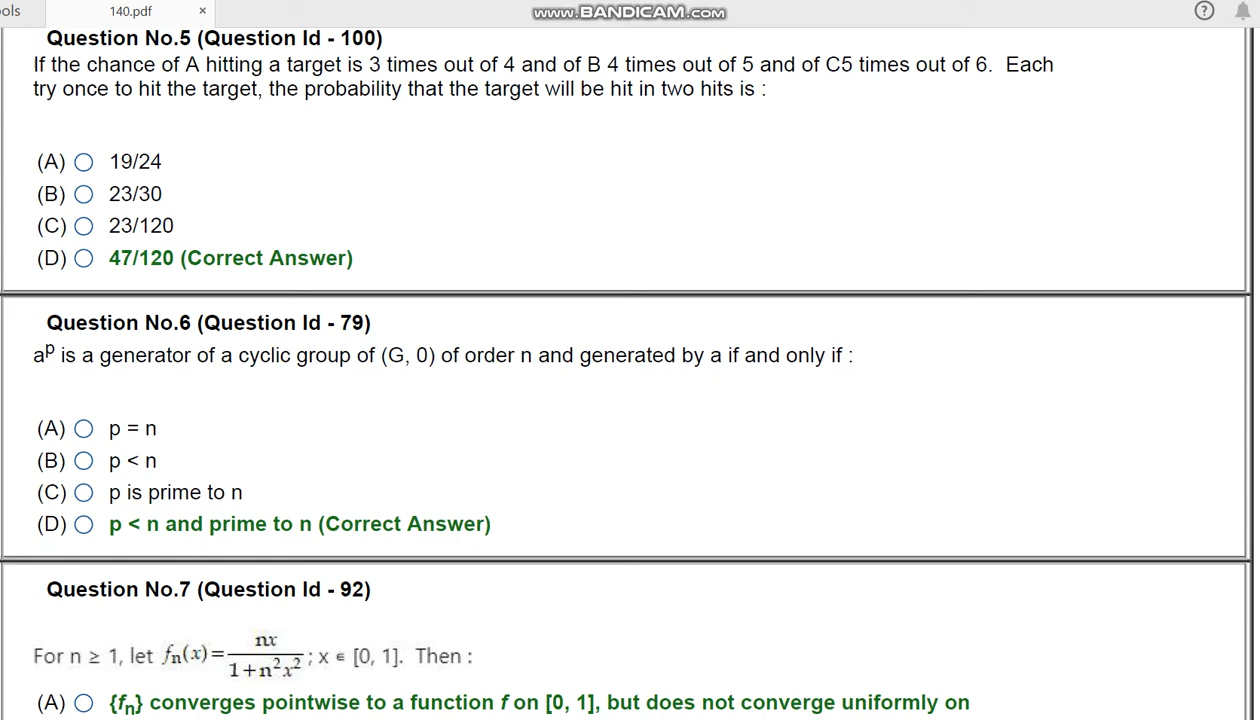 ols
140.pdf
×
www.BANDICAM.com
?
Question No.5 (Question Id - 100)
If the chance of A hitting a target is 3 times out of 4 and of B 4 times out of 5 and of C5 times out of 6.  Each
try once to hit the target, the probability that the target will be hit in two hits is :
(A) 19/24
(B) 23/30
(C) 23/120
(D) 47/120 (Correct Answer)
Question No.6 (Question Id - 79)
aᵖ is a generator of a cyclic group of (G, 0) of order n and generated by a if and only if :
(A) p = n
(B) p < n
(C) p is prime to n
(D) p < n and prime to n (Correct Answer)
Question No.7 (Question Id - 92)
For n ≥ 1, let fₙ(x)=nx/(1+n²x²); x ∈ [0, 1]. Then :
(A) {fₙ} converges pointwise to a function f on [0, 1], but does not converge uniformly on